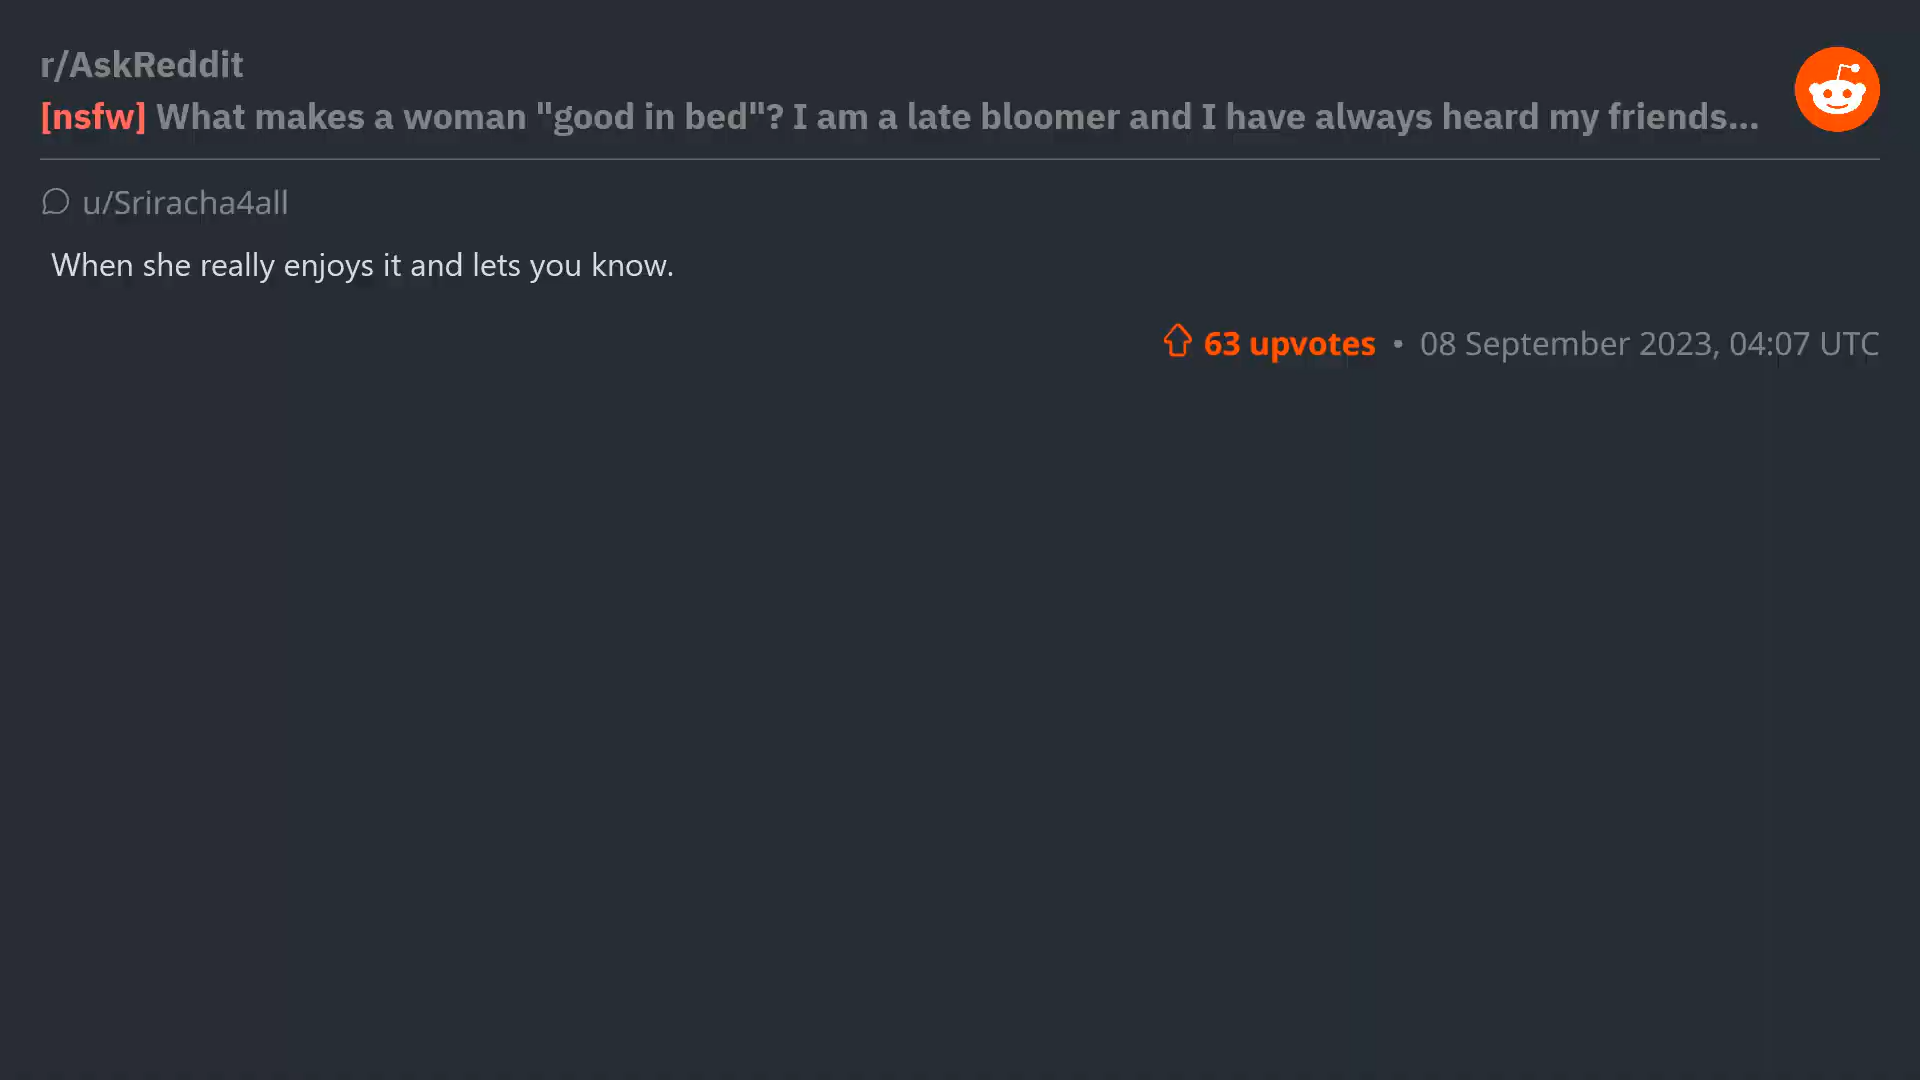 r/AskReddit
[nsfw] What makes a woman "good in bed"? I am a late bloomer and I have always heard my friends...
u/Sriracha4all
When she really enjoys it and lets you know.
63 upvotes • 08 September 2023, 04:07 UTC